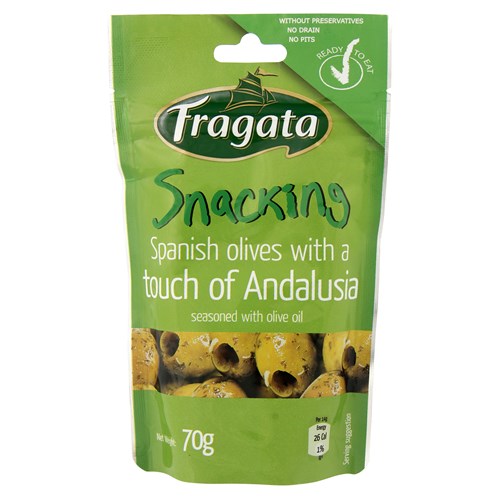 WITHOUT PRESERVATIVES
NO DRAIN
NO PITS
READY TO EAT
Fragata
Snacking
Spanish olives with a
touch of Andalusia
seasoned with olive oil
Net Weight: 70g
Per 14g
Energy
26 Cal
1%
Serving suggestion